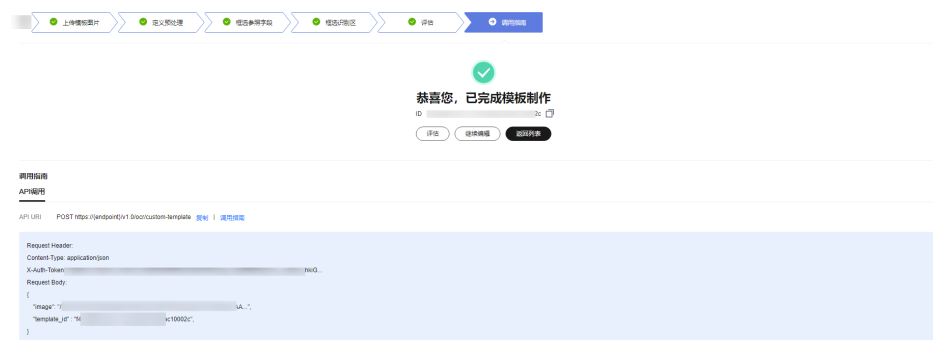 上传模板图片 定义预处理 框选参照字段 框选识别区 评估 调用指南
恭喜您，已完成模板制作
ID 2c
评估 继续编辑 返回列表
调用指南
API调用
API URI POST https://{endpoint}/v1.0/ocr/custom-template 复制 | 调用指南
Request Header:
Content-Type: application/json
X-Auth-Token hkiG...
Request Body:
{
"image": "/ A...",
"template_id" : "N c10002c",
}